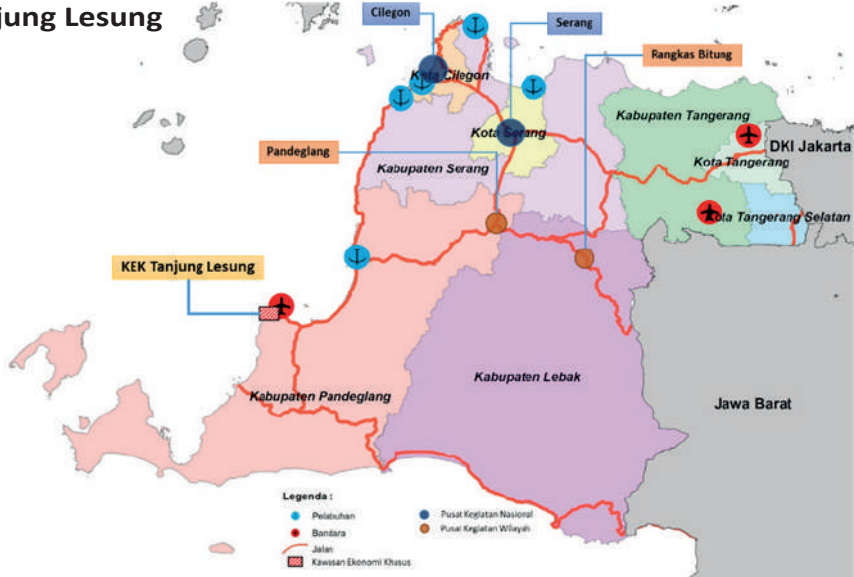 jung Lesung
Cilegon
Serang
Rangkas Bitung
Kota Cilegon
Kabupaten Tangerang
Kota Serang
DKI Jakarta
Pandeglang
Kota Tangerang
Kabupaten Serang
Kota Tangerang Selatan
KEK Tanjung Lesung
Kabupaten Lebak
Kabupaten Pandeglang
Jawa Barat
Legenda :
Pelabuhan
Pusat Kegiatan Nasional
Bandara
Pusat Kegiatan Wilayah
Jalan
Kawasan Ekonomi Khusus